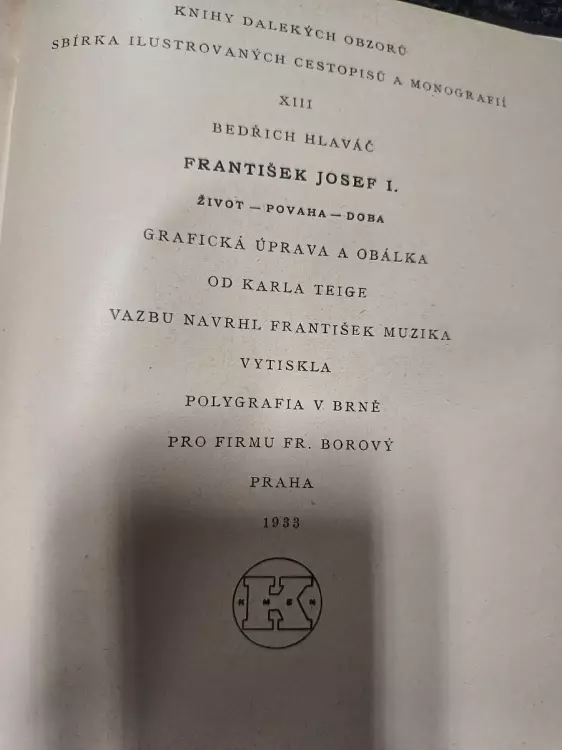 KNIHY DALEKÝCH OBZORŮ
SBÍRKA ILUSTROVANÝCH CESTOPISŮ A MONOGRAFIÍ
XIII
BEDŘICH HLAVÁČ
FRANTIŠEK JOSEF I.
ŽIVOT — POVAHA — DOBA
GRAFICKÁ ÚPRAVA A OBÁLKA
OD KARLA TEIGE
VAZBU NAVRHL FRANTIŠEK MUZIKA
VYTISKLA
POLYGRAFIA V BRNĚ
PRO FIRMU FR. BOROVÝ
PRAHA
1933
K
KMEN